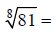 ⁸√81 =